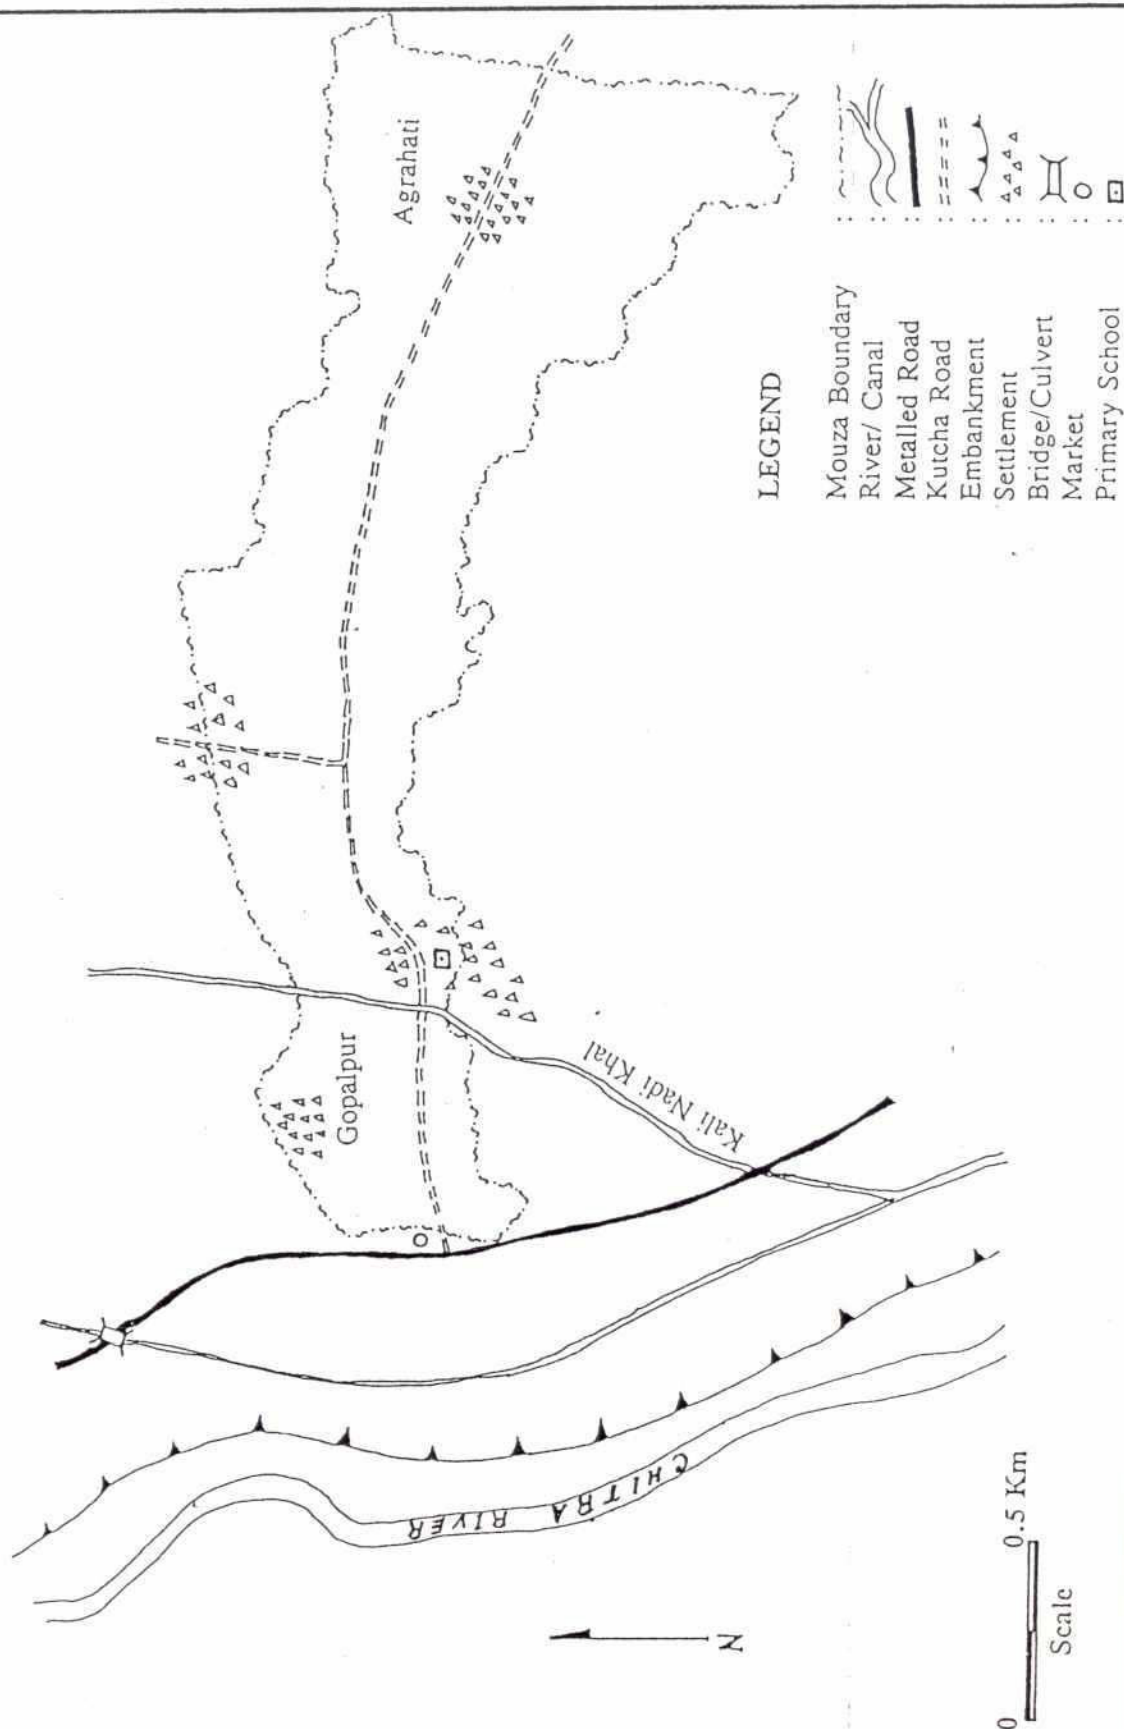 Agrahati
Gopalpur
Kali Nadi Khal
CHITRA RIVER
N
LEGEND
Mouza Boundary :
River/ Canal :
Metalled Road :
Kutcha Road :
Embankment :
Settlement :
Bridge/Culvert :
Market :
Primary School :
0 0.5 Km
Scale